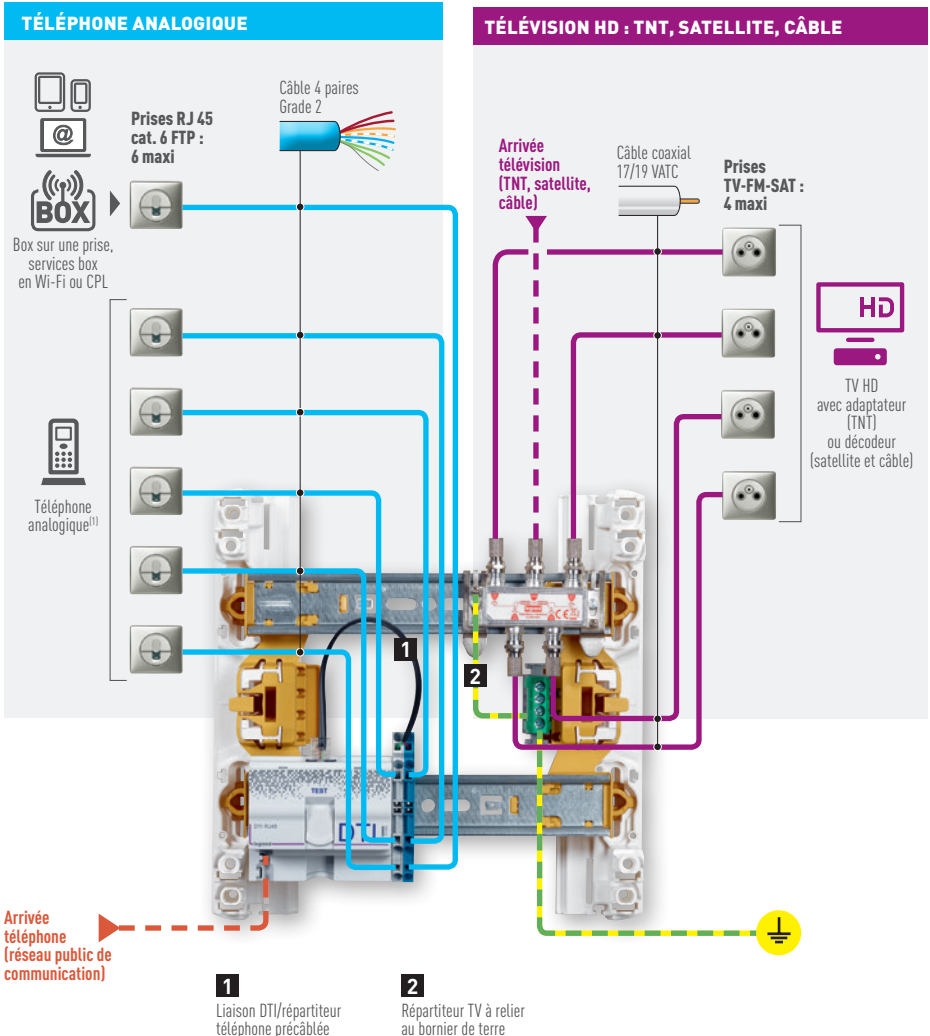 TÉLÉPHONE ANALOGIQUE
Câble 4 paires
Grade 2
Prises RJ 45
cat. 6 FTP :
6 maxi
@
BOX
Box sur une prise,
services box
en Wi-Fi ou CPL
Téléphone
analogique(1)
TÉLÉVISION HD : TNT, SATELLITE, CÂBLE
Arrivée
télévision
(TNT, satellite,
câble)
Câble coaxial
17/19 VATC
Prises
TV-FM-SAT :
4 maxi
HD
TV HD
avec adaptateur
(TNT)
ou décodeur
(satellite et câble)
1
2
TEST
DTI RJ45
DTI
legrand
Arrivée
téléphone
(réseau public de
communication)
1
Liaison DTI/répartiteur
téléphone précâblée
2
Répartiteur TV à relier
au bornier de terre